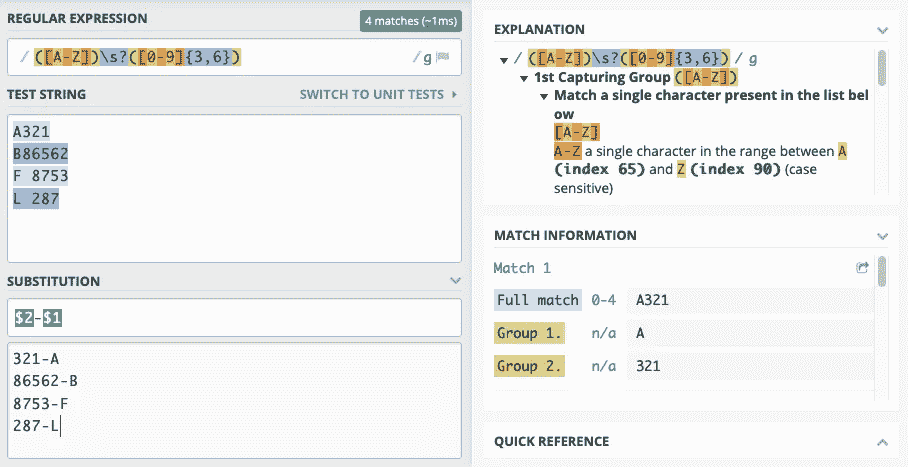 REGULAR EXPRESSION
4 matches (~1ms)
/ ([A-Z])\s?([0-9]{3,6}) / g
TEST STRING
SWITCH TO UNIT TESTS
A321
B86562
F 8753
L 287
SUBSTITUTION
$2-$1
321-A
86562-B
8753-F
287-L
EXPLANATION
/ ([A-Z])\s?([0-9]{3,6}) / g
1st Capturing Group ([A-Z])
Match a single character present in the list bel
ow
[A-Z]
A-Z a single character in the range between A
(index 65) and Z (index 90) (case
sensitive)
MATCH INFORMATION
Match 1
Full match 0-4 A321
Group 1. n/a A
Group 2. n/a 321
QUICK REFERENCE